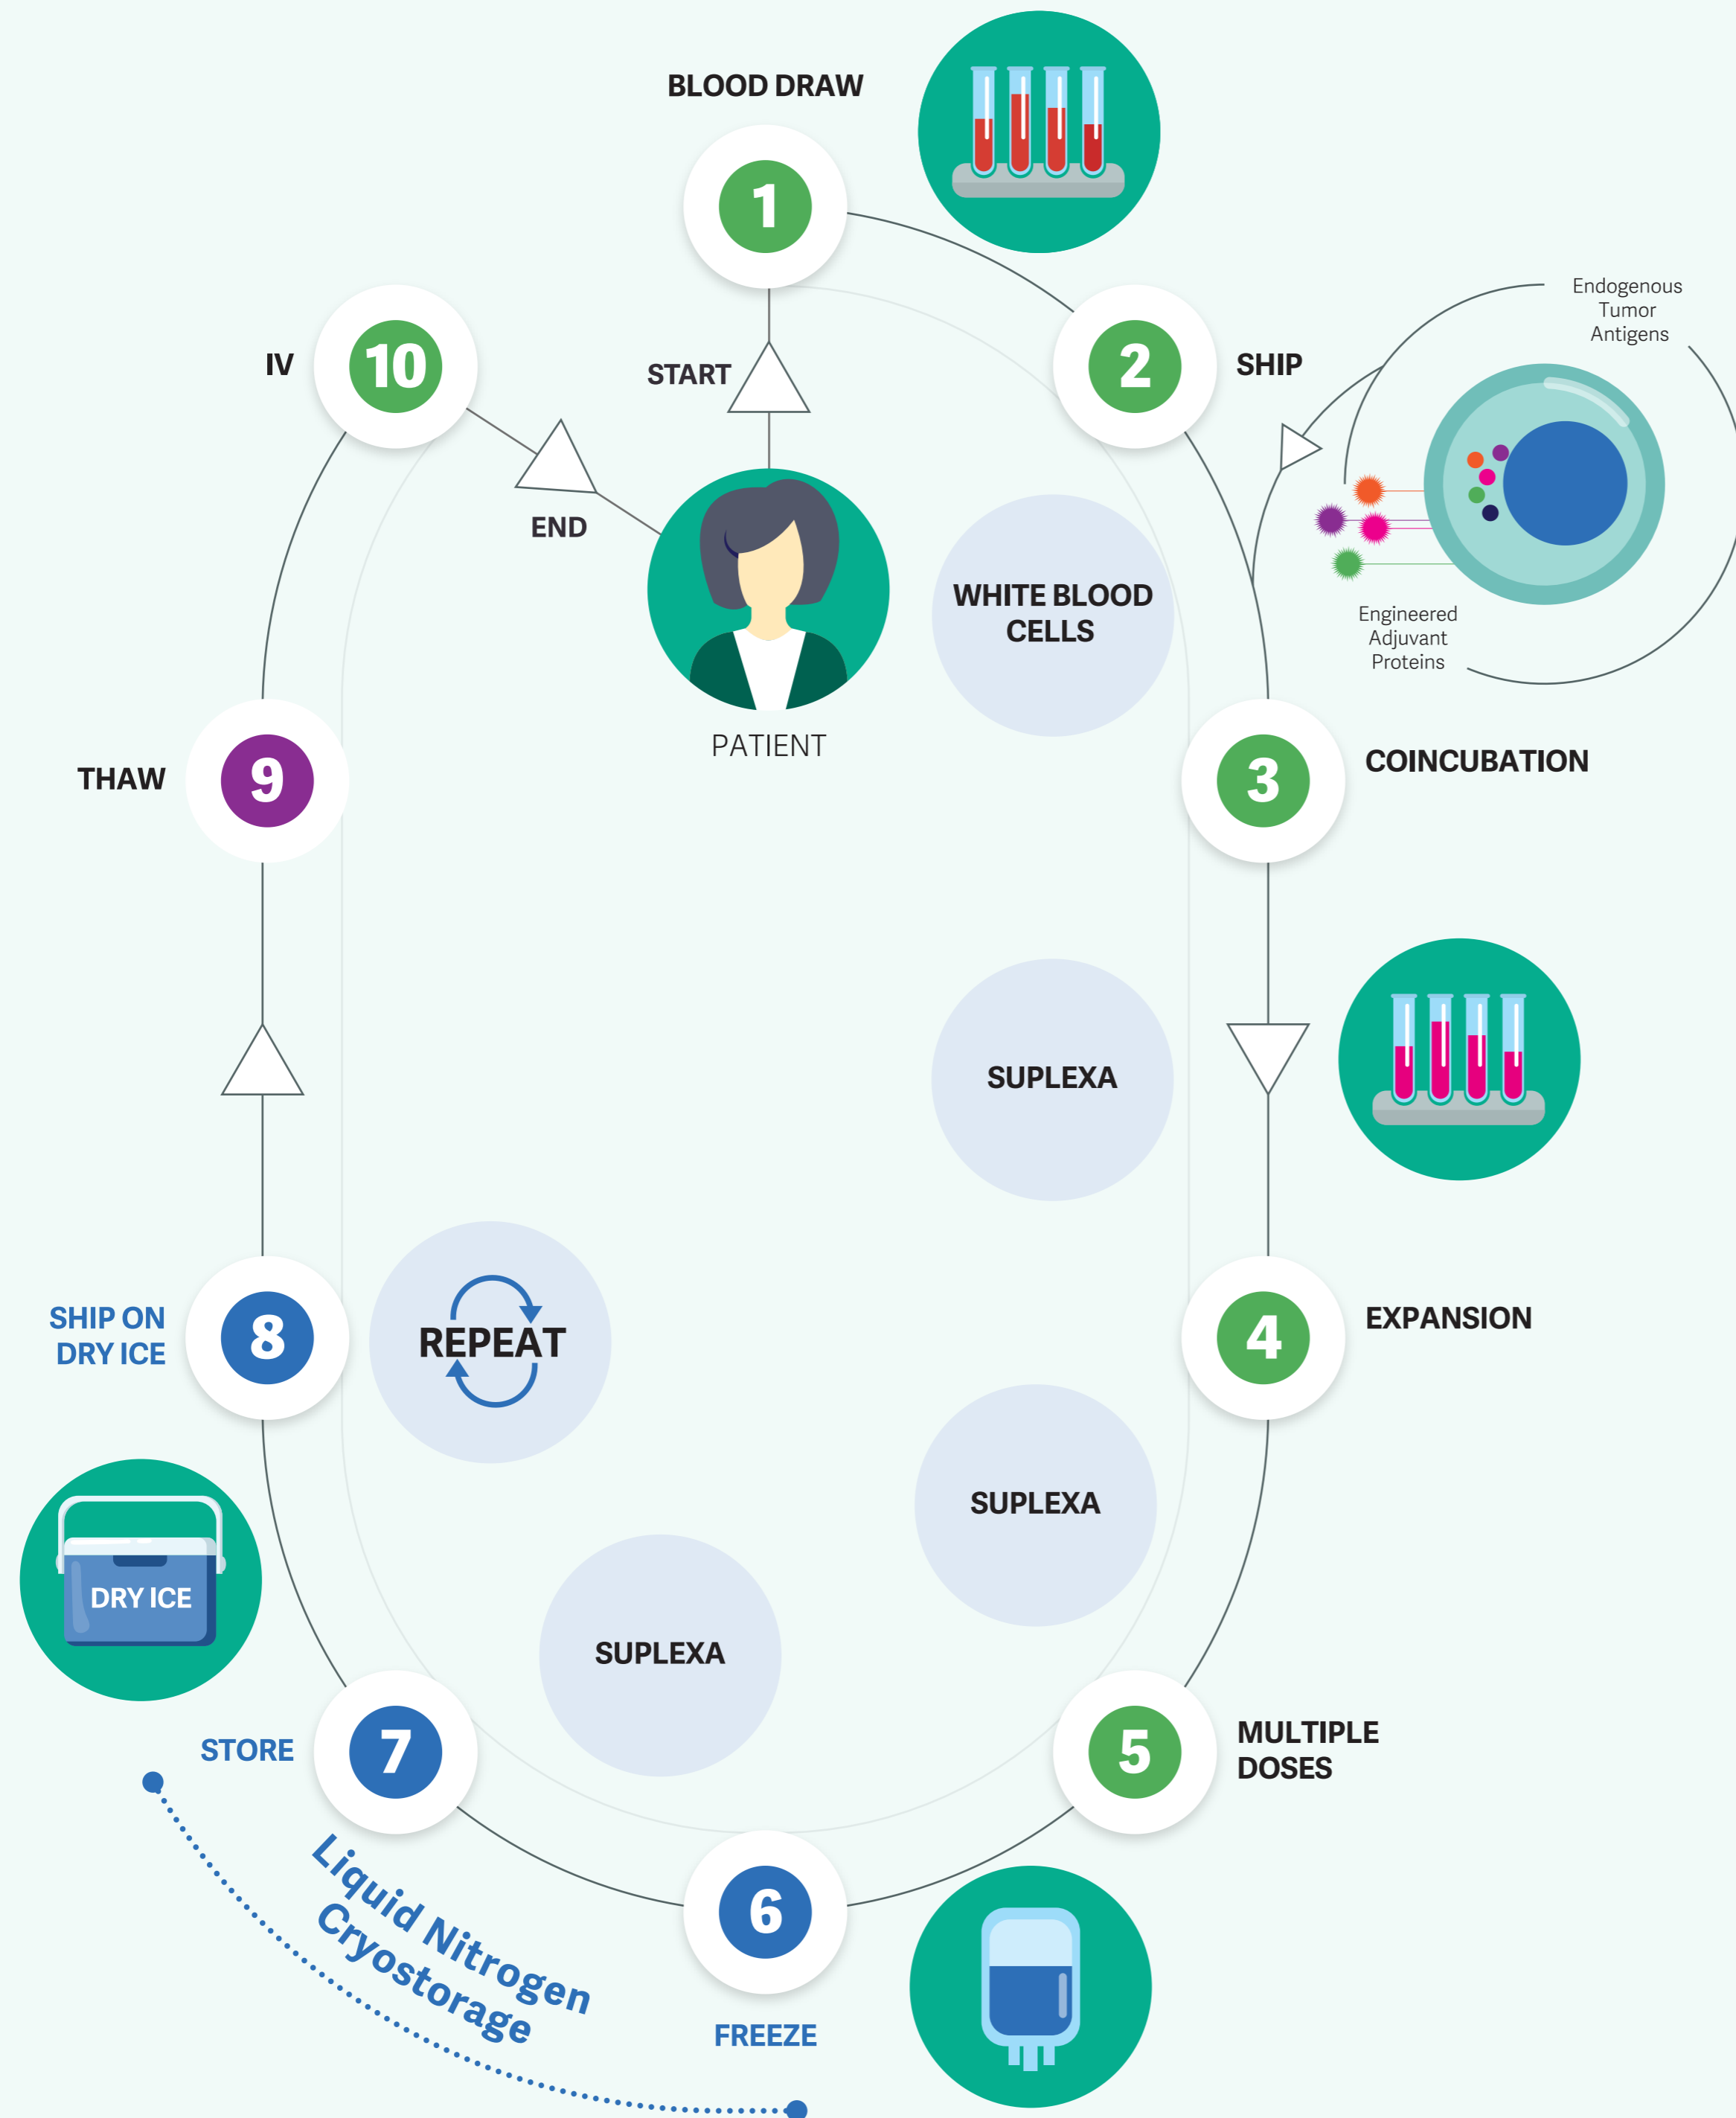 BLOOD DRAW
1
2
SHIP
Endogenous
Tumor
Antigens
10
IV
START
END
WHITE BLOOD
CELLS
Engineered
Adjuvant
Proteins
PATIENT
3
COINCUBATION
THAW
9
SUPLEXA
4
EXPANSION
SHIP ON
DRY ICE
8
REPEAT
SUPLEXA
DRY ICE
SUPLEXA
5
MULTIPLE
DOSES
STORE
7
Liquid Nitrogen
Cryostorage
6
FREEZE